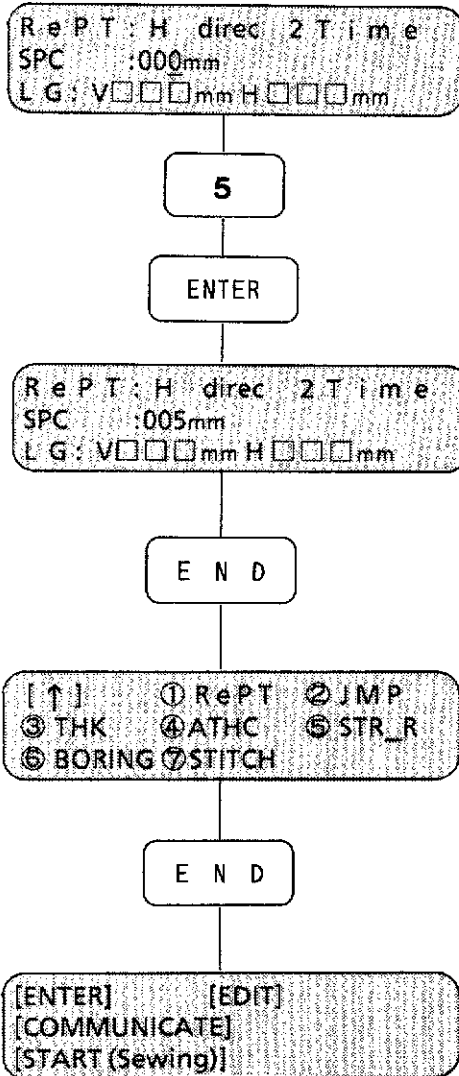 RePT: H direc 2Time
SPC :000mm
LG: V□□□mm H□□□mm
5
ENTER
RePT: H direc 2Time
SPC :005mm
LG: V□□□mm H□□□mm
END
[↑] ①RePT ②JMP
③THK ④ATHC ⑤STR_R
⑥BORING ⑦STITCH
END
[ENTER] [EDIT]
[COMMUNICATE]
[START (Sewing)]